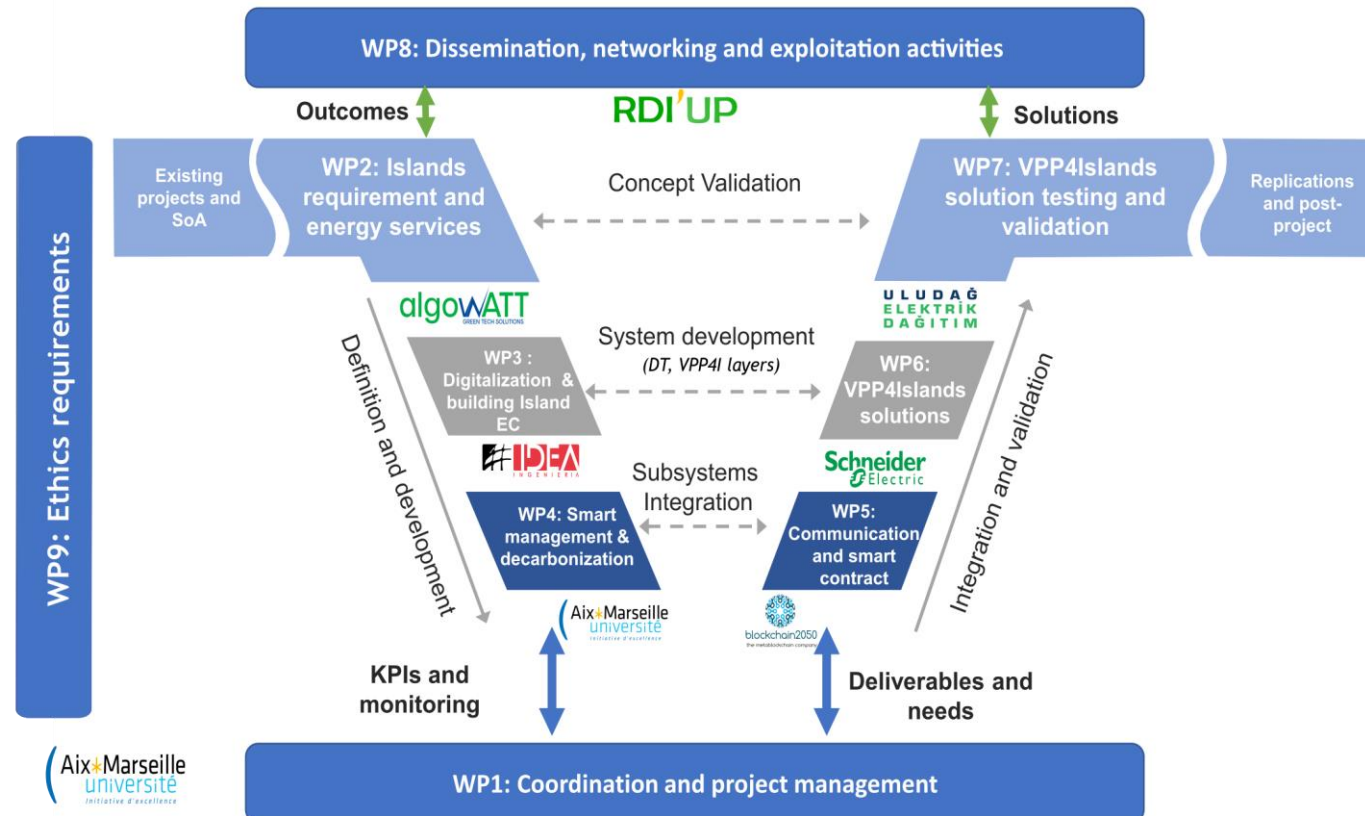 WP8: Dissemination, networking and exploitation activities
Outcomes
RDI'UP
Solutions
WP9: Ethics requirements
Existing
projects and
SoA
WP2: Islands
requirement and
energy services
Concept Validation
WP7: VPP4Islands
solution testing and
validation
Replications
and post-
project
algoWATT
GREEN TECH SOLUTIONS
ULUDAĞ
ELEKTRİK
DAĞITIM
Definition and development
System development
(DT, VPP4I layers)
WP3 :
Digitalization &
building Island
EC
WP6:
VPP4Islands
solutions
Integration and validation
IDEA
INGENIERIA
Schneider
Electric
Subsystems
Integration
WP4: Smart
management &
decarbonization
WP5:
Communication
and smart
contract
Aix*Marseille
université
Initiative d'excellence
blockchain2050
the metablockchain company
KPIs and
monitoring
Deliverables and
needs
Aix*Marseille
université
Initiative d'excellence
WP1: Coordination and project management